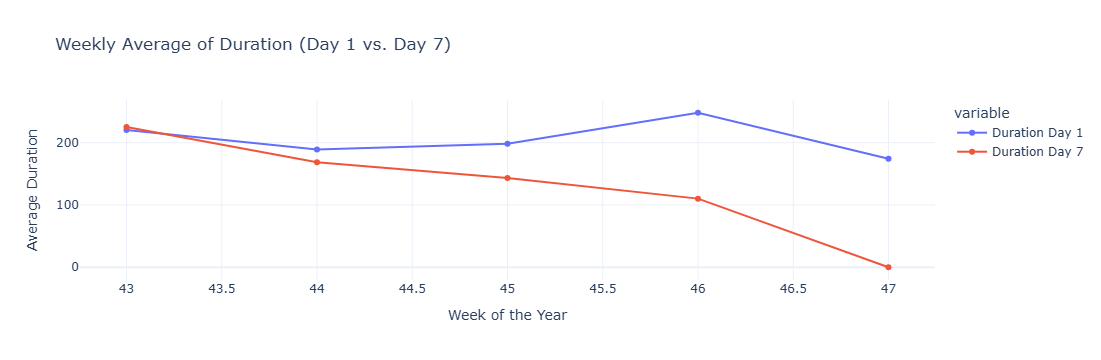 Weekly Average of Duration (Day 1 vs. Day 7)
variable
Duration Day 1
Duration Day 7
Average Duration
200
100
0
43
43.5
44
44.5
45
45.5
46
46.5
47
Week of the Year